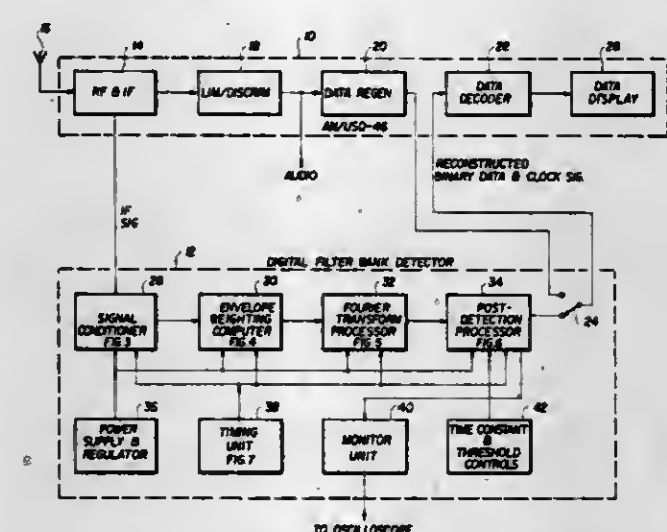 16
14
18
10
20
22
26
RF & IF
LIM/DISCRIM
DATA REGEN
DATA
DECODER
DATA
DISPLAY
AN/USQ-46
AUDIO
RECONSTRUCTED
BINARY DATA & CLOCK SIG.
IF
SIG
12
DIGITAL FILTER BANK DETECTOR
28
30
32
34
SIGNAL
CONDITIONER
FIG.3
ENVELOPE
WEIGHTING
COMPUTER
FIG.4
FOURIER
TRANSFORM
PROCESSOR
FIG.5
POST-
DETECTION
PROCESSOR
FIG.6
24
36
38
40
42
POWER
SUPPLY &
REGULATOR
TIMING
UNIT
FIG.7
MONITOR
UNIT
TIME CONSTANT
&
THRESHOLD
CONTROLS
TO OSCILLOSCOPE